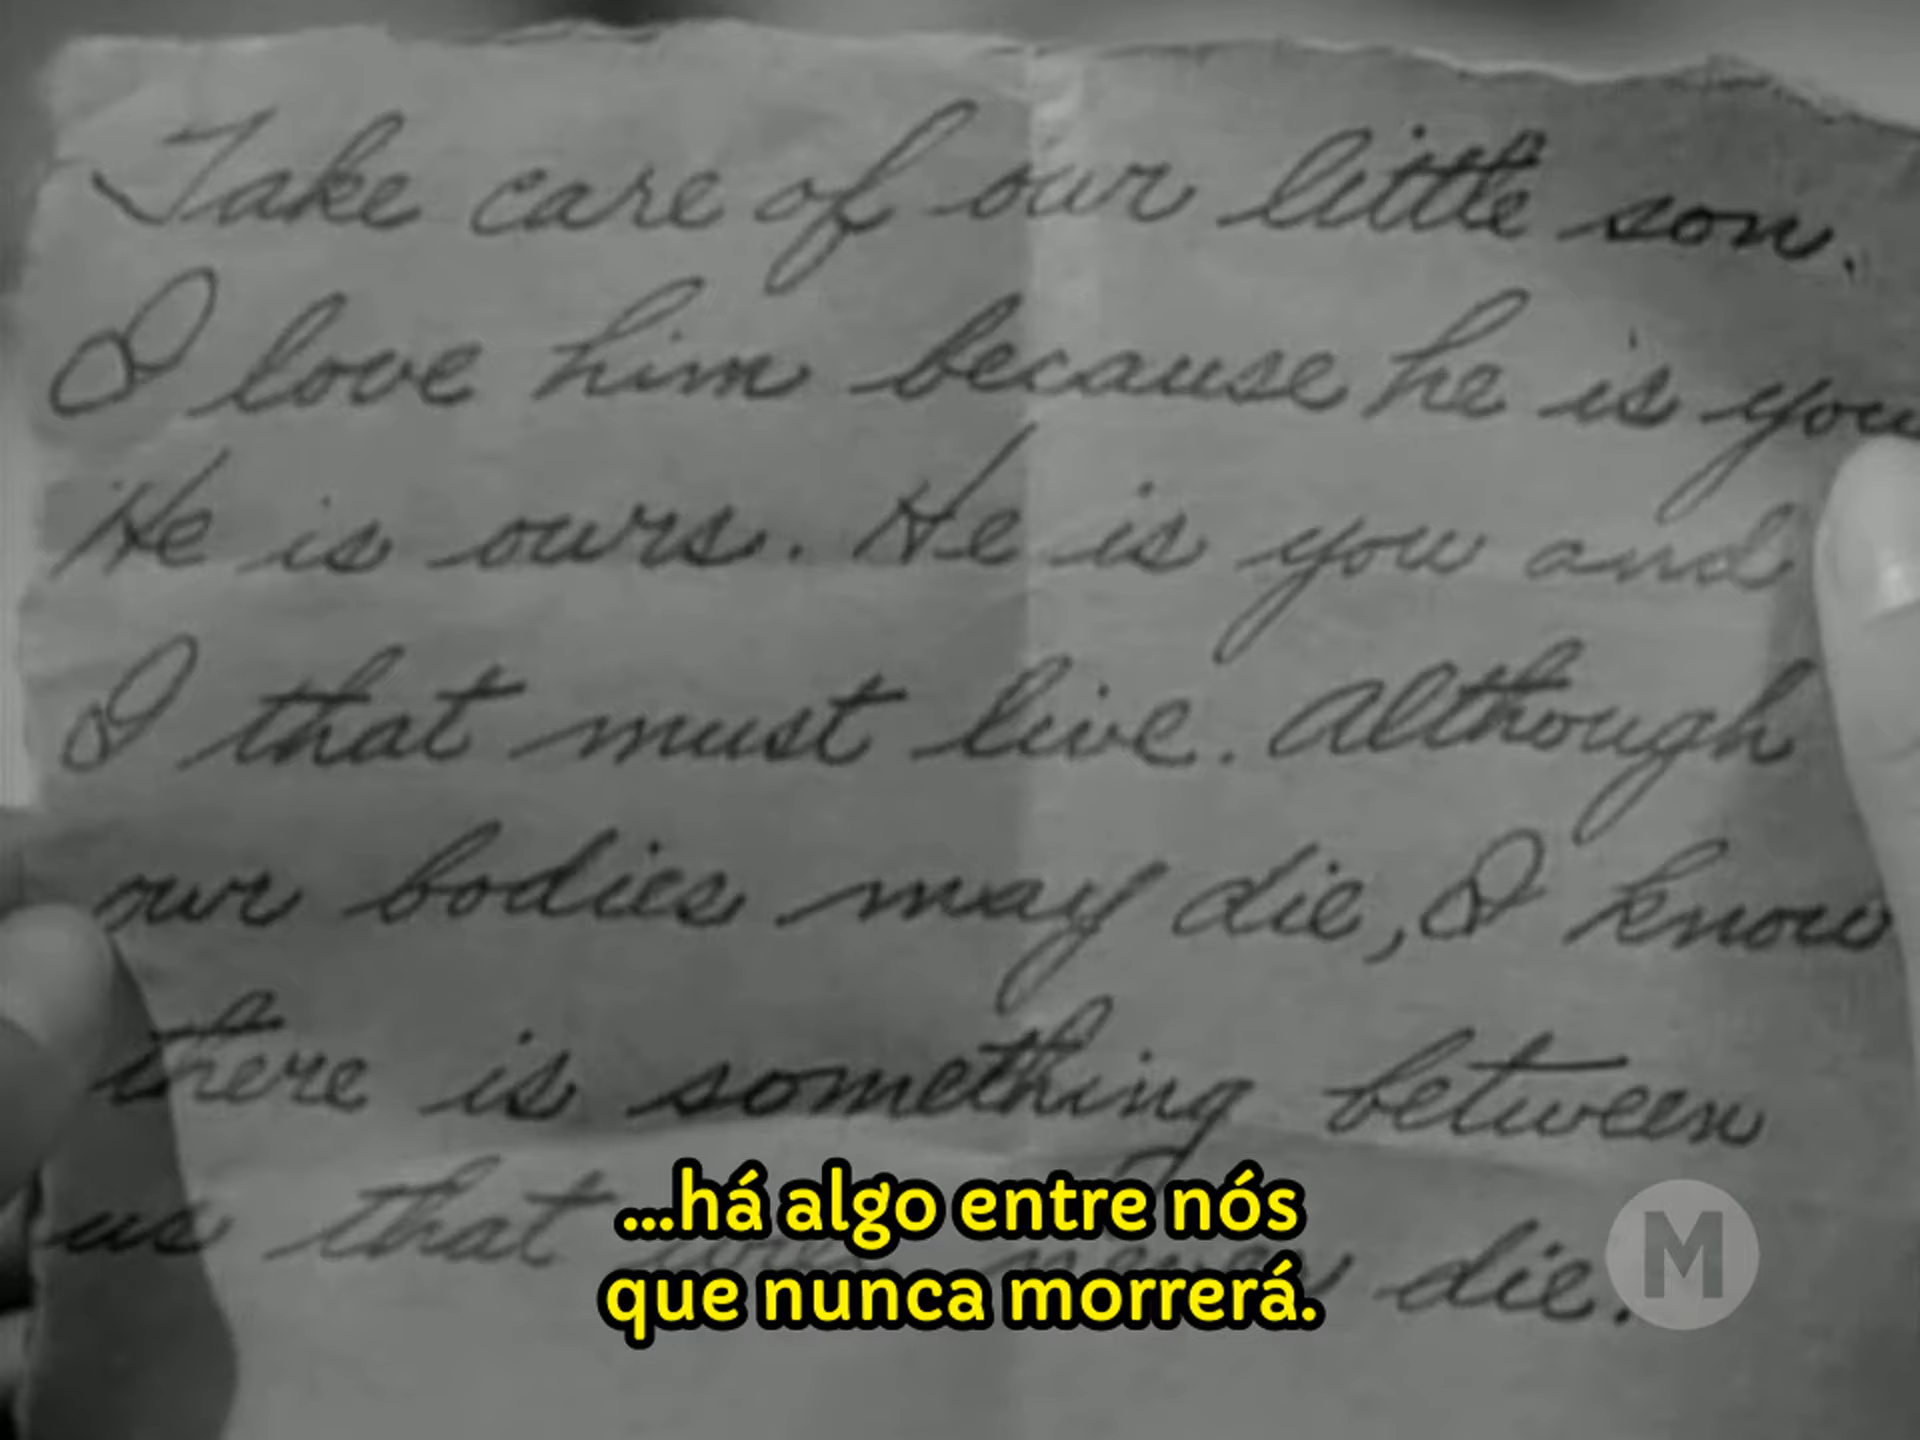 Take care of our little son.
I love him because he is you
He is ours. He is you and
I that must live. Although
our bodies may die, I know
there is something between
us that never die.
...há algo entre nós
que nunca morrerá.
M